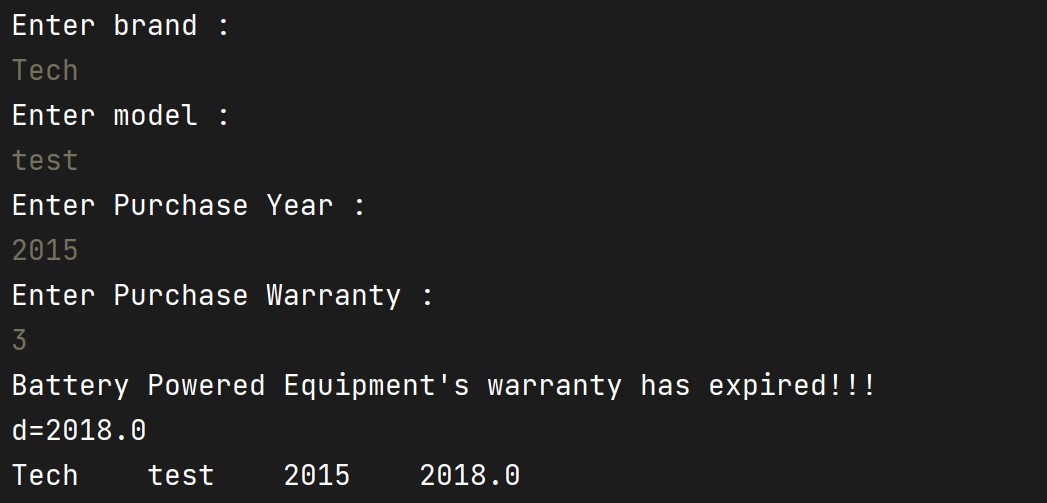 Enter brand :
Tech
Enter model :
test
Enter Purchase Year :
2015
Enter Purchase Warranty :
3
Battery Powered Equipment's warranty has expired!!!
d=2018.0
Tech    test    2015    2018.0